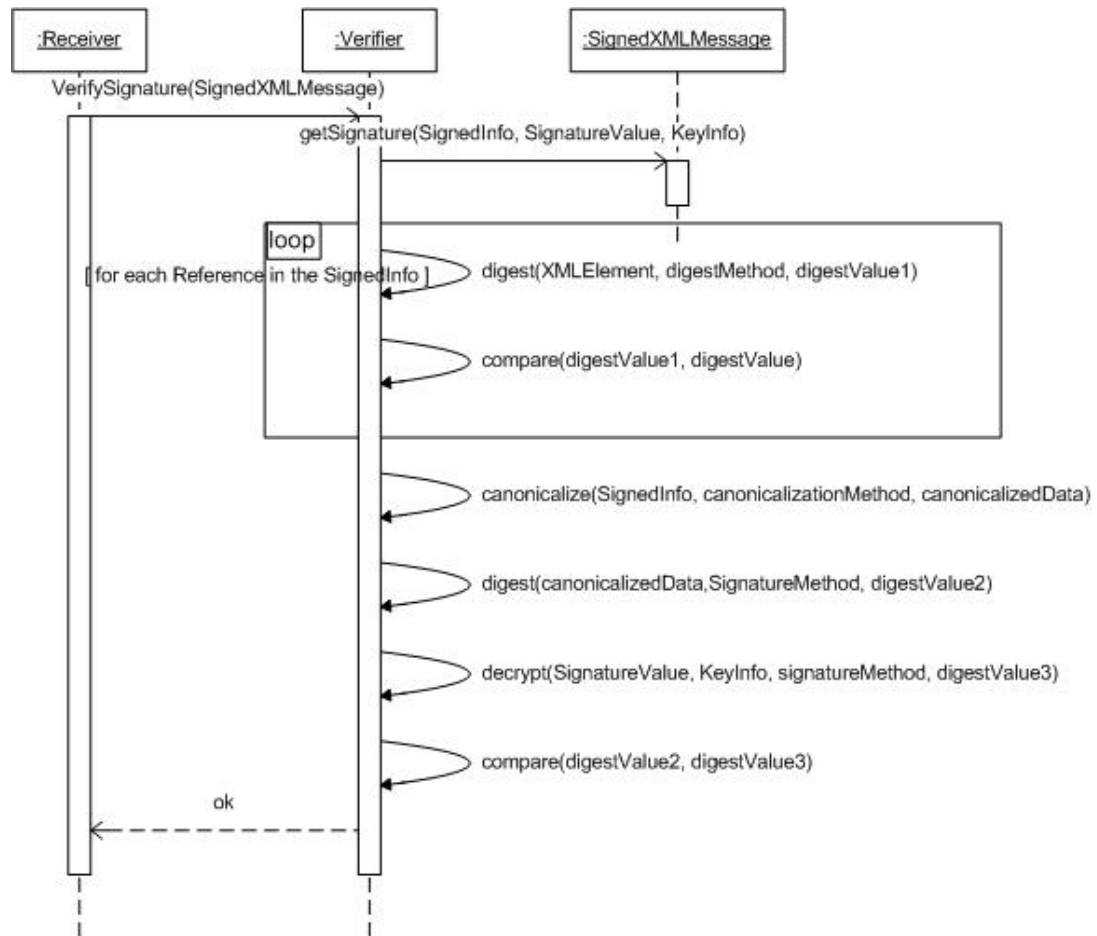 :Receiver
:Verifier
:SignedXMLMessage
VerifySignature(SignedXMLMessage)
getSignature(SignedInfo, SignatureValue, KeyInfo)
loop
[ for each Reference in the SignedInfo ]
digest(XMLElement, digestMethod, digestValue1)
compare(digestValue1, digestValue)
canonicalize(SignedInfo, canonicalizationMethod, canonicalizedData)
digest(canonicalizedData,SignatureMethod, digestValue2)
decrypt(SignatureValue, KeyInfo, signatureMethod, digestValue3)
compare(digestValue2, digestValue3)
ok